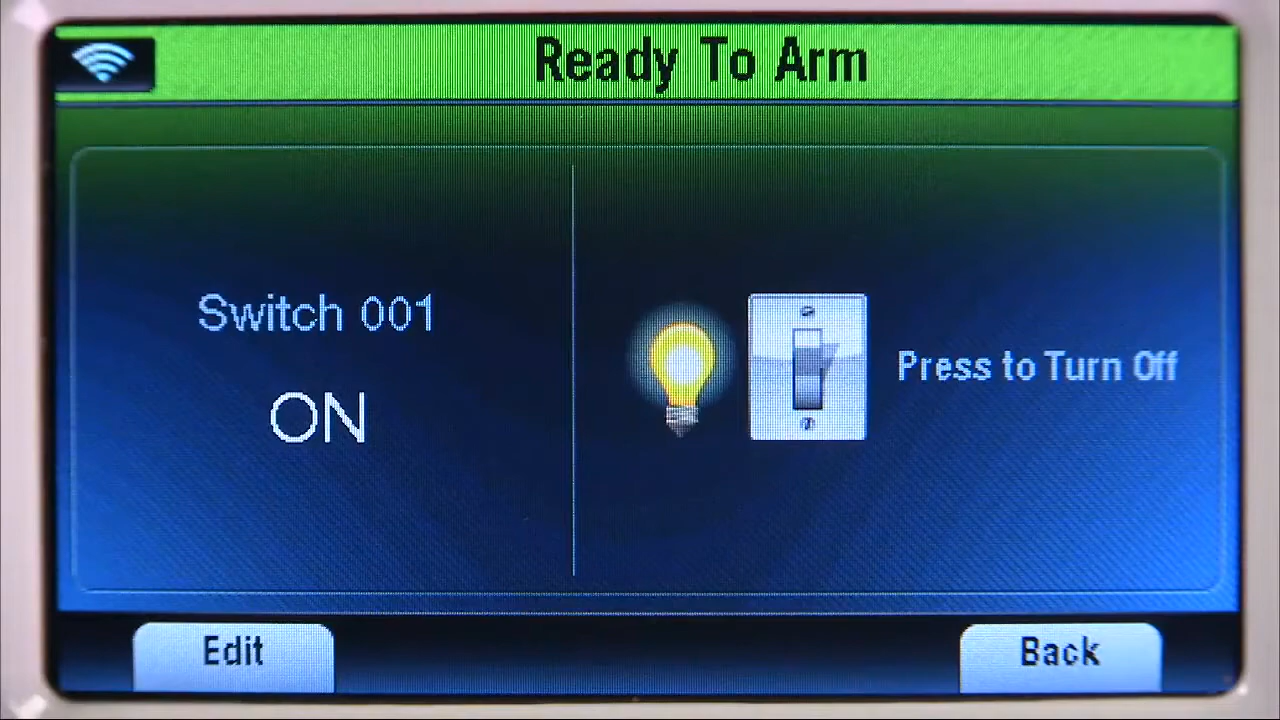 Ready To Arm
Switch 001
ON
Press to Turn Off
Edit
Back